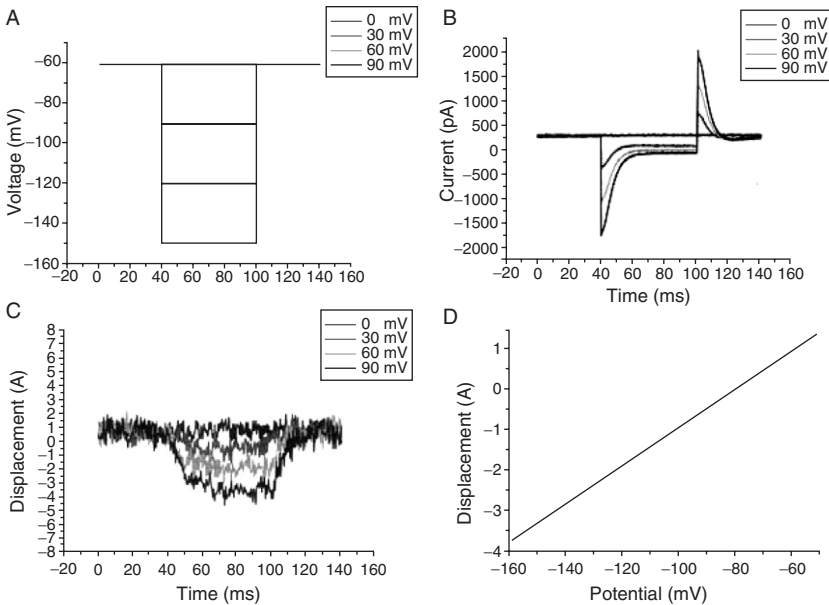 A
0 mV
30 mV
60 mV
90 mV
Voltage (mV)
−60
−80
−100
−120
−140
−160
−20 0 20 40 60 80 100 120 140 160
B
0 mV
30 mV
60 mV
90 mV
Current (pA)
2000
1500
1000
500
0
−500
−1000
−1500
−2000
0 20 40 60 80 100 120 140 160
Time (ms)
C
0 mV
30 mV
60 mV
90 mV
Displacement (A)
8
7
6
5
4
3
2
1
0
−1
−2
−3
−4
−5
−6
−7
−8
−20 0 20 40 60 80 100 120 140 160
Time (ms)
D
Displacement (A)
1
0
−1
−2
−3
−4
−160 −140 −120 −100 −80 −60
Potential (mV)